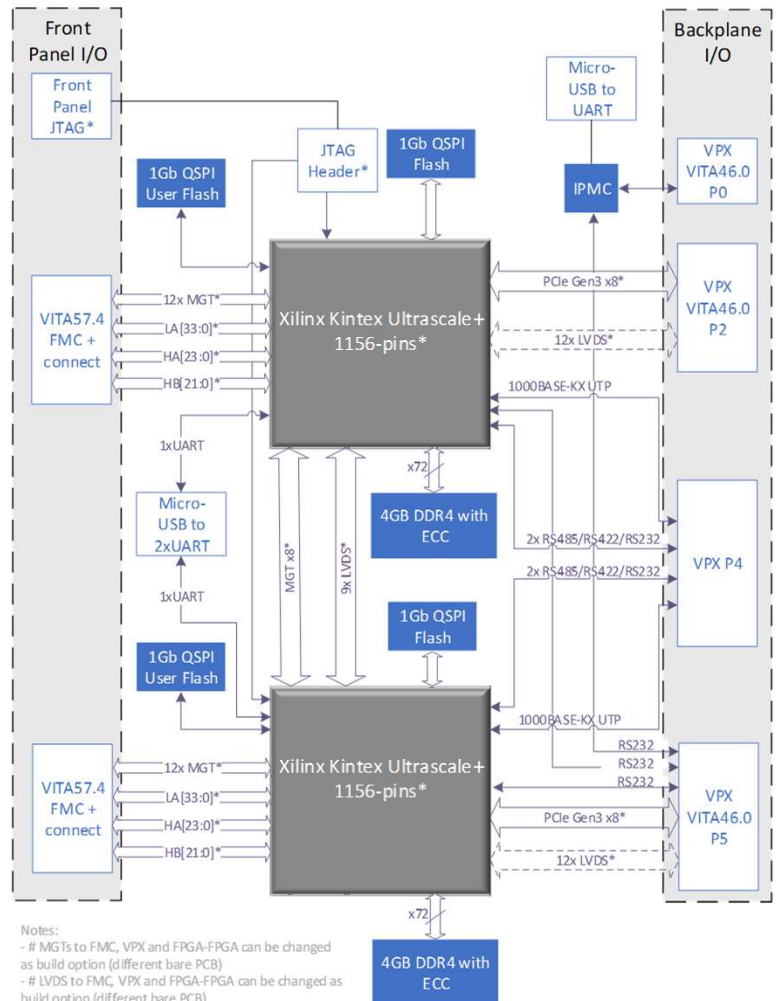 Front
Panel I/O
Backplane
I/O
Front
Panel
JTAG*
Micro-
USB to
UART
JTAG
Header*
1Gb QSPI
Flash
1Gb QSPI
User Flash
IPMC
VPX
VITA46.0
P0
VITA57.4
FMC +
connect
12x MGT*
LA[33:0]*
HA[23:0]*
HB[21:0]*
Xilinx Kintex Ultrascale+
1156-pins*
PCIe Gen3 x8*
12x LVDS*
VPX
VITA46.0
P2
1000BASE-KX UTP
1xUART
x72
Micro-
USB to
2xUART
MGT x8*
9x LVDS*
4GB DDR4 with
ECC
2x RS485/RS422/RS232
2x RS485/RS422/RS232
VPX P4
1xUART
1Gb QSPI
Flash
1Gb QSPI
User Flash
1000BASE-KX UTP
RS232
RS232
RS232
VITA57.4
FMC +
connect
12x MGT*
LA[33:0]*
HA[23:0]*
HB[21:0]*
Xilinx Kintex Ultrascale+
1156-pins*
PCIe Gen3 x8*
12x LVDS*
VPX
VITA46.0
P5
x72
4GB DDR4 with
ECC
Notes:
- # MGTs to FMC, VPX and FPGA-FPGA can be changed
as build option (different bare PCB)
- # LVDS to FMC, VPX and FPGA-FPGA can be changed as
build option (different bare PCB)